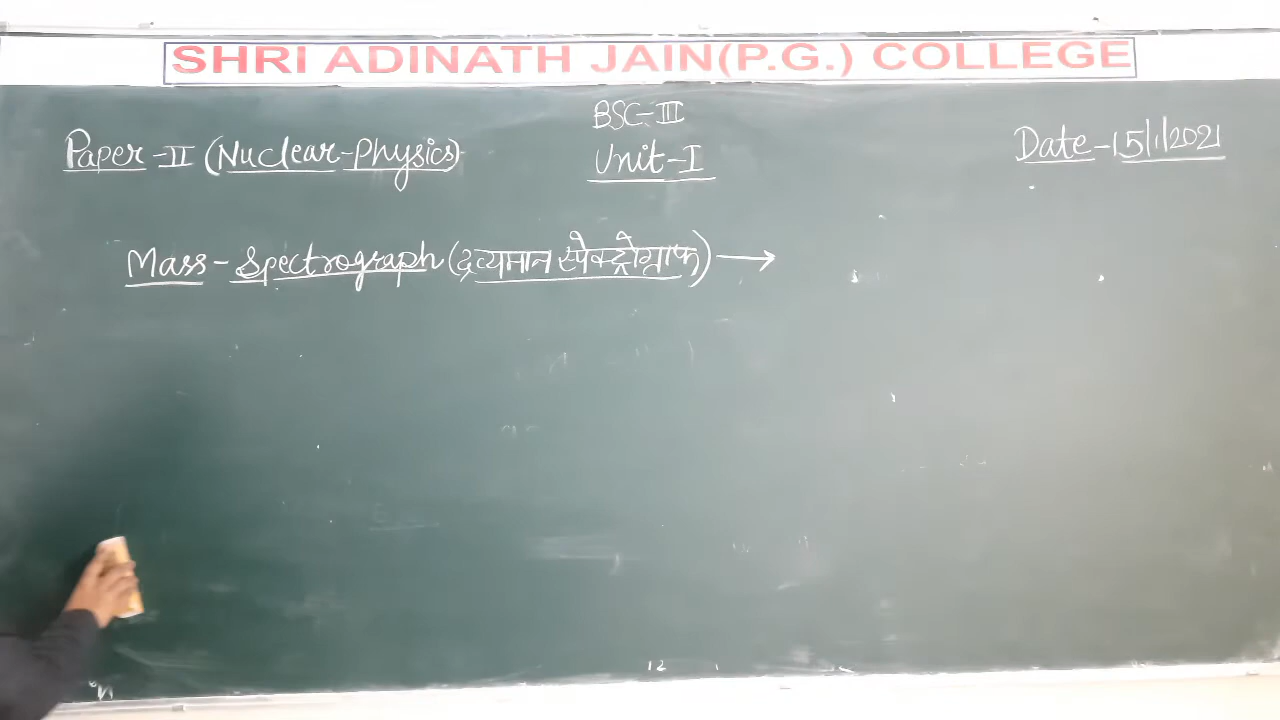 SHRI ADINATH JAIN(P.G.) COLLEGE
BSC-III
Paper-II (Nuclear-Physics)
Unit-I
Date-15/1/2021
Mass-Spectrograph (द्रव्यमान स्पेक्ट्रोग्राफ) →